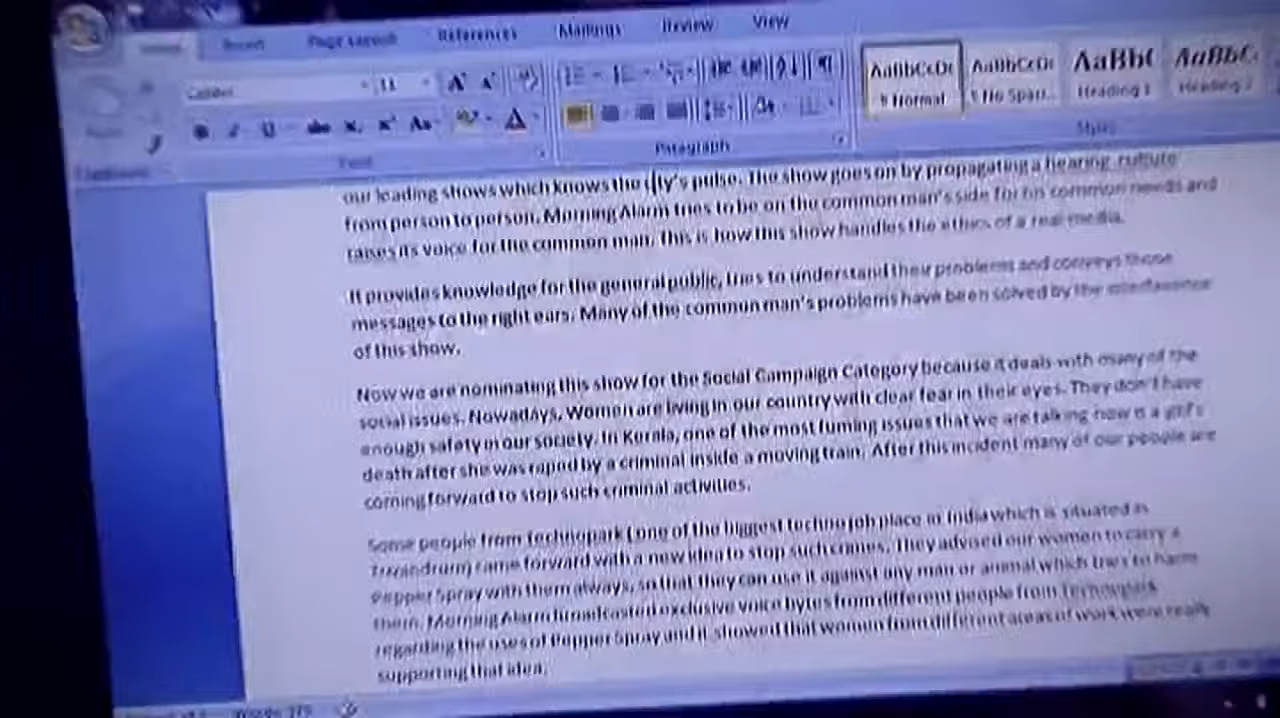 Insert Page Layout References Mailings Review View
Calibri 11
AaBbCcDc AaBbCcDc AaBbC AaBbCc
¶ Normal ¶ No Spaci... Heading 1 Heading 2
Clipboard Font Paragraph Styles
our leading shows which knows the city's pulse. The show goes on by propagating a hearing culture
from person to person. Morning Alarm tries to be on the common man's side for his common needs and
raises its voice for the common man. This is how this show handles the ethics of a real media.
It provides knowledge for the general public, tries to understand their problems and conveys those
messages to the right ears. Many of the common man's problems have been solved by the
of this show.
Now we are nominating this show for the Social Campaign Category because it deals with many of the
social issues. Nowadays, Women are living in our country with clear fear in their eyes. They don't have
enough safety in our society. In Kerala, one of the most fuming issues that we are talking now is a girl's
death after she was raped by a criminal inside a moving train. After this incident many of our people are
coming forward to stop such criminal activities.
Some people from Technopark (one of the biggest techno job place in India which is situated
Trivandrum) came forward with a new idea to stop such crimes. They advised our women to carry a
Pepper Spray with them always, so that they can use it against any man or animal which tries to harm
them. Morning Alarm broadcasted exclusive voice bytes from different people from Technopark
regarding the uses of Pepper Spray and it showed that women from different areas of work were really
supporting that idea.